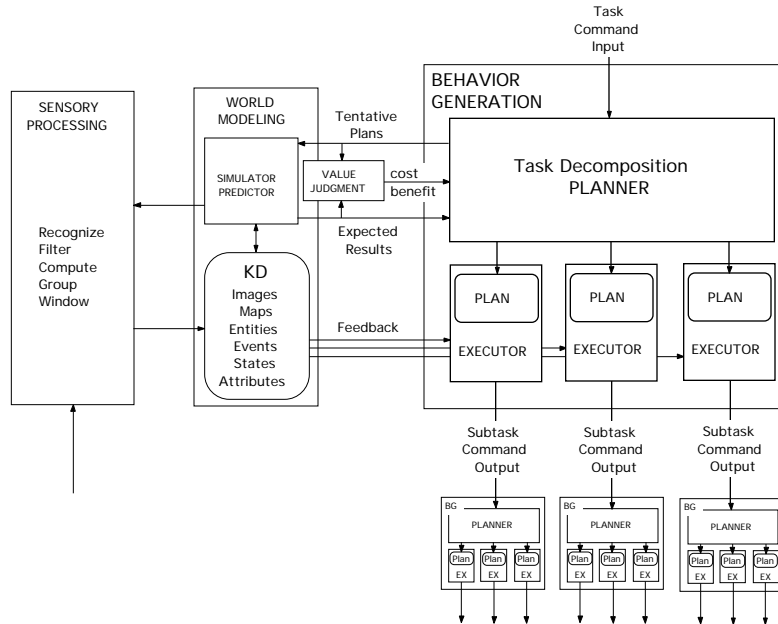 Task
Command
Input
BEHAVIOR
GENERATION
SENSORY
PROCESSING
WORLD
MODELING
Tentative
Plans
Task Decomposition
PLANNER
SIMULATOR
PREDICTOR
VALUE
JUDGMENT
cost
benefit
Expected
Results
Recognize
Filter
Compute
Group
Window
KD
Images
Maps
Entities
Events
States
Attributes
Feedback
PLAN
EXECUTOR
PLAN
EXECUTOR
PLAN
EXECUTOR
Subtask
Command
Output
Subtask
Command
Output
Subtask
Command
Output
BG
PLANNER
Plan
EX
Plan
EX
Plan
EX
BG
PLANNER
Plan
EX
Plan
EX
Plan
EX
BG
PLANNER
Plan
EX
Plan
EX
Plan
EX